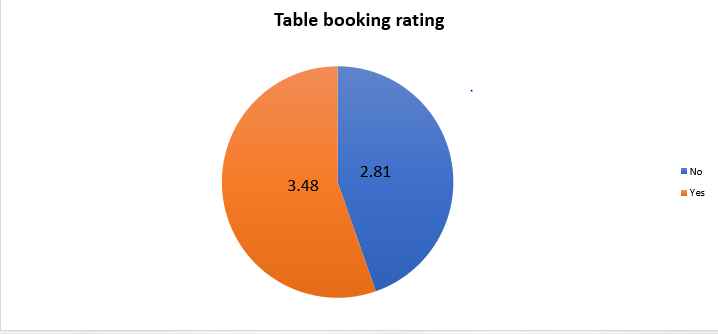 Table booking rating
2.81
3.48
No
Yes